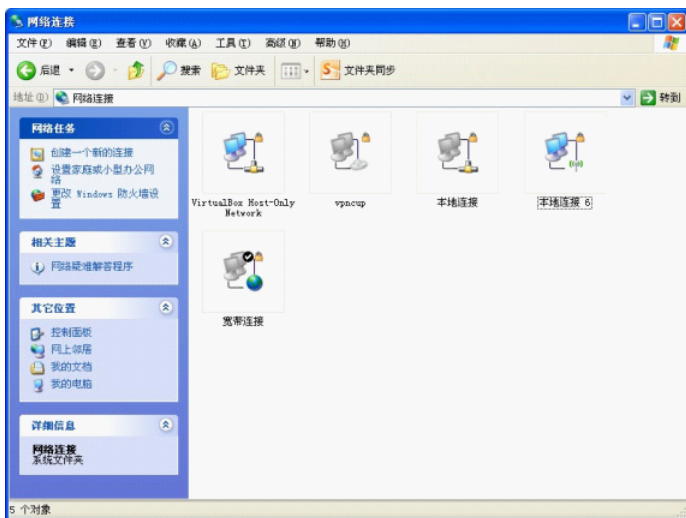 网络连接
文件(F) 编辑(E) 查看(V) 收藏(A) 工具(T) 高级(N) 帮助(H)
后退 搜索 文件夹 文件夹同步
地址(D) 网络连接 转到
网络任务
创建一个新的连接
设置家庭或小型办公网
络
更改 Windows 防火墙设
置
相关主题
网络疑难解答程序
其它位置
控制面板
网上邻居
我的文档
我的电脑
详细信息
网络连接
系统文件夹
VirtualBox Host-Only
Network
vpncup
本地连接
本地连接 6
宽带连接
5 个对象